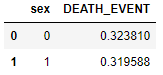 sex DEATH_EVENT
0 0 0.323810
1 1 0.319588